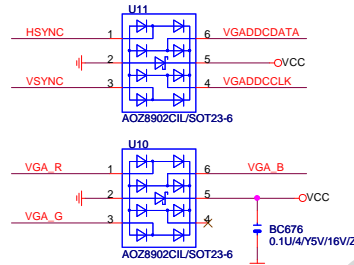 U11
HSYNC 1 6 VGADDCDATA
2 5 VCC
VSYNC 3 4 VGADDCCLK
AOZ8902CIL/SOT23-6
U10
VGA_R 1 6 VGA_B
2 5 VCC
VGA_G 3 4
BC676
0.1U/4/Y5V/16V/Z
AOZ8902CIL/SOT23-6